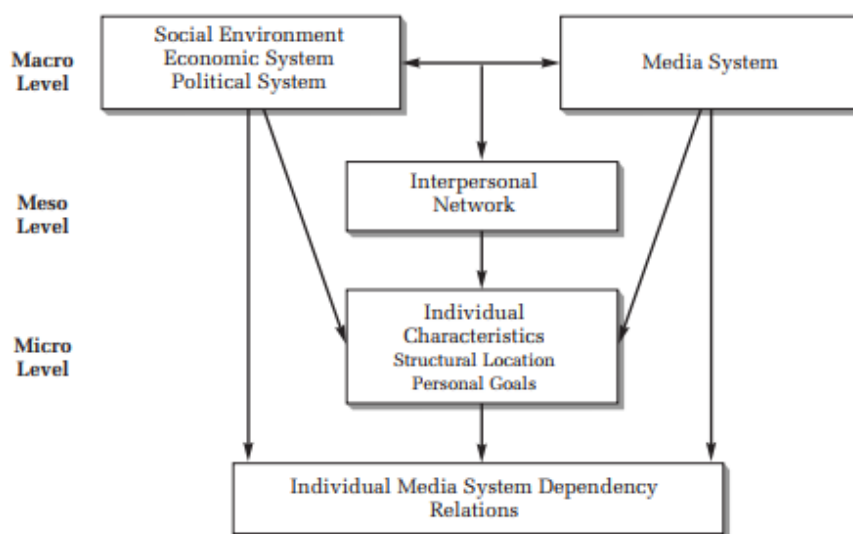 Macro
Level
Social Environment
Economic System
Political System
Media System
Meso
Level
Interpersonal
Network
Micro
Level
Individual
Characteristics
Structural Location
Personal Goals
Individual Media System Dependency
Relations